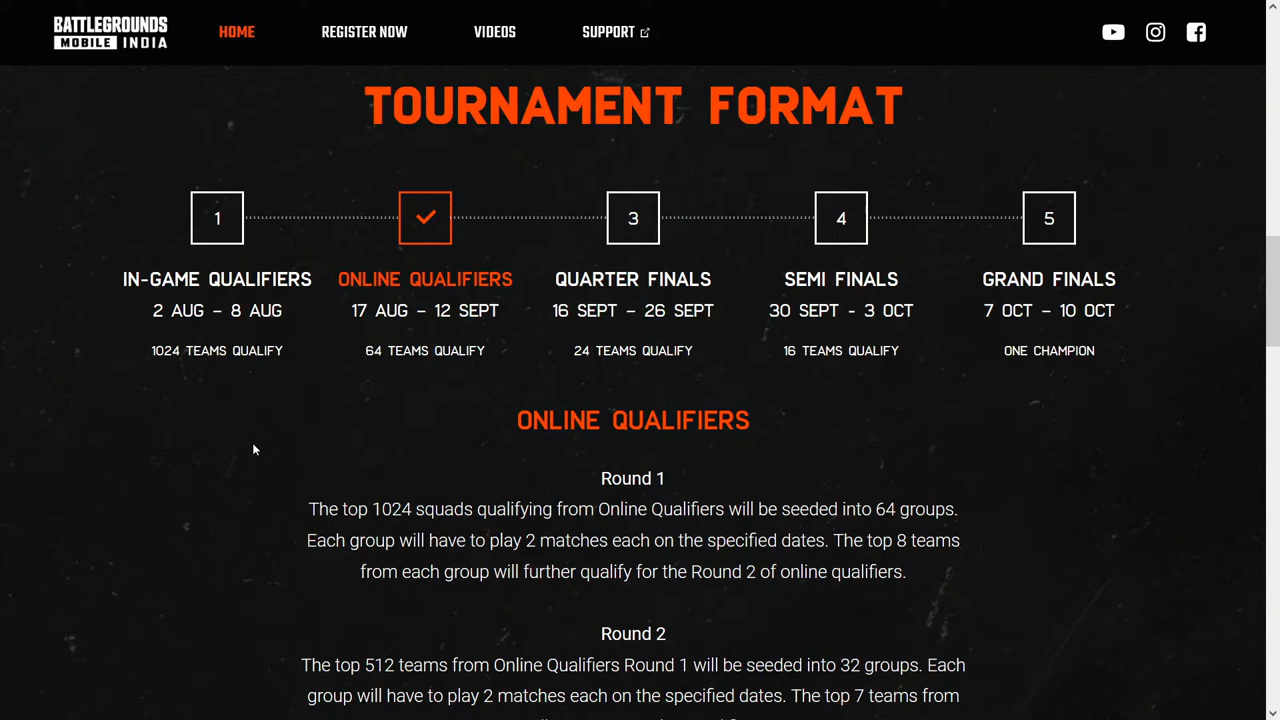 BATTLEGROUNDS
MOBILE INDIA
HOME
REGISTER NOW
VIDEOS
SUPPORT
TOURNAMENT FORMAT
1
3
4
5
IN-GAME QUALIFIERS
2 AUG – 8 AUG
1024 TEAMS QUALIFY
ONLINE QUALIFIERS
17 AUG – 12 SEPT
64 TEAMS QUALIFY
QUARTER FINALS
16 SEPT – 26 SEPT
24 TEAMS QUALIFY
SEMI FINALS
30 SEPT - 3 OCT
16 TEAMS QUALIFY
GRAND FINALS
7 OCT – 10 OCT
ONE CHAMPION
ONLINE QUALIFIERS
Round 1
The top 1024 squads qualifying from Online Qualifiers will be seeded into 64 groups.
Each group will have to play 2 matches each on the specified dates. The top 8 teams
from each group will further qualify for the Round 2 of online qualifiers.
Round 2
The top 512 teams from Online Qualifiers Round 1 will be seeded into 32 groups. Each
group will have to play 2 matches each on the specified dates. The top 7 teams from